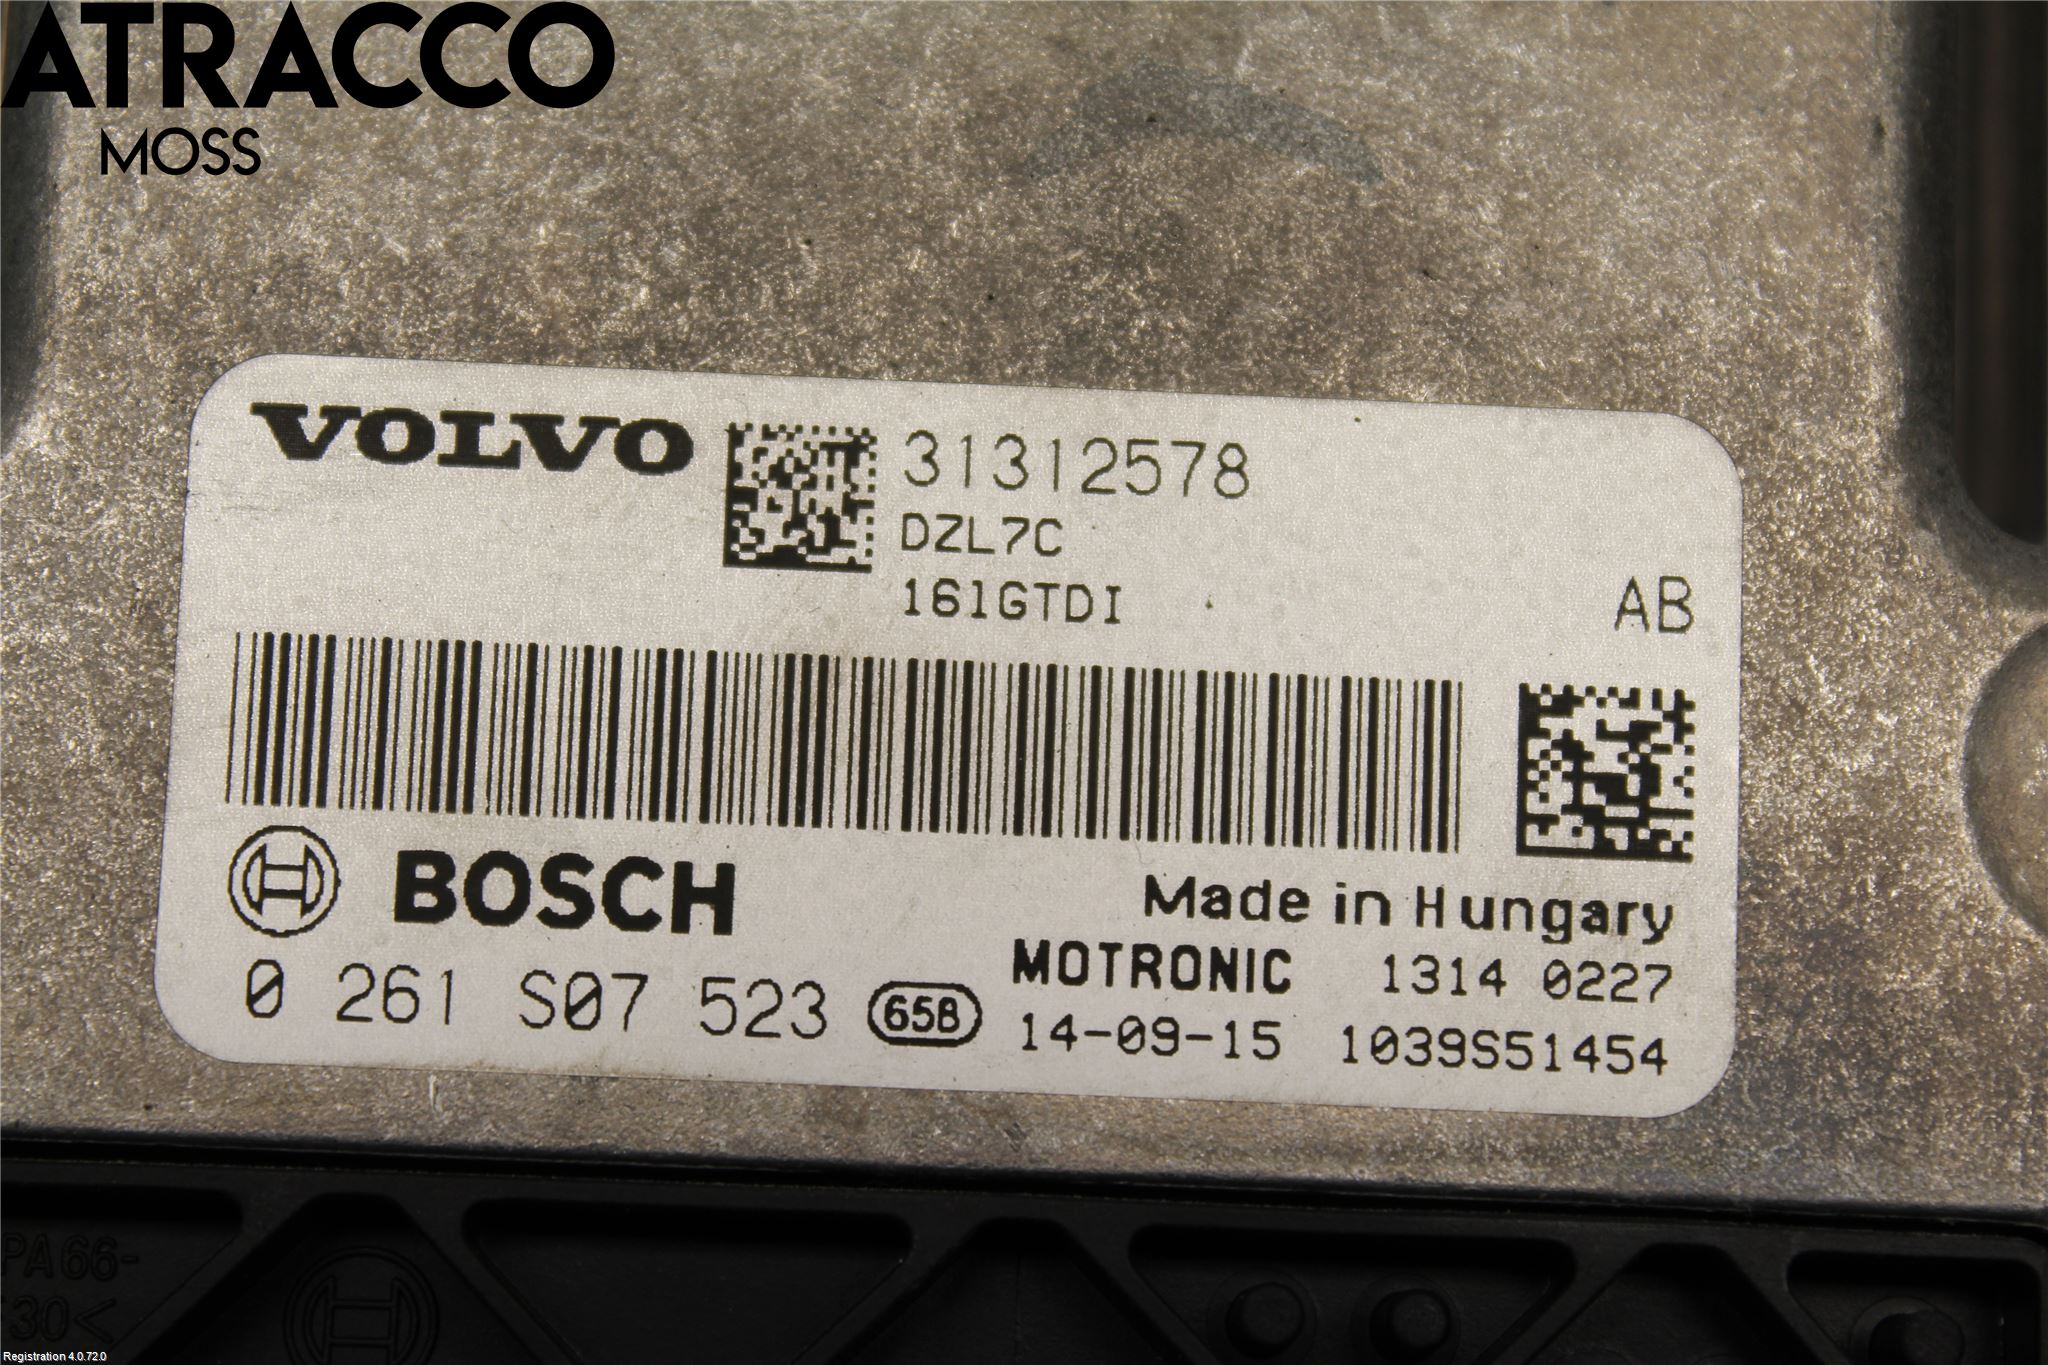 ATRACCO
MOSS
VOLVO
31312578
DZL7C
161GTDI
AB
BOSCH
Made in Hungary
0 261 S07 523
658
MOTRONIC 1314 0227
14-09-15 1039S51454
PA66-
30<
Registration 4.0.72.0